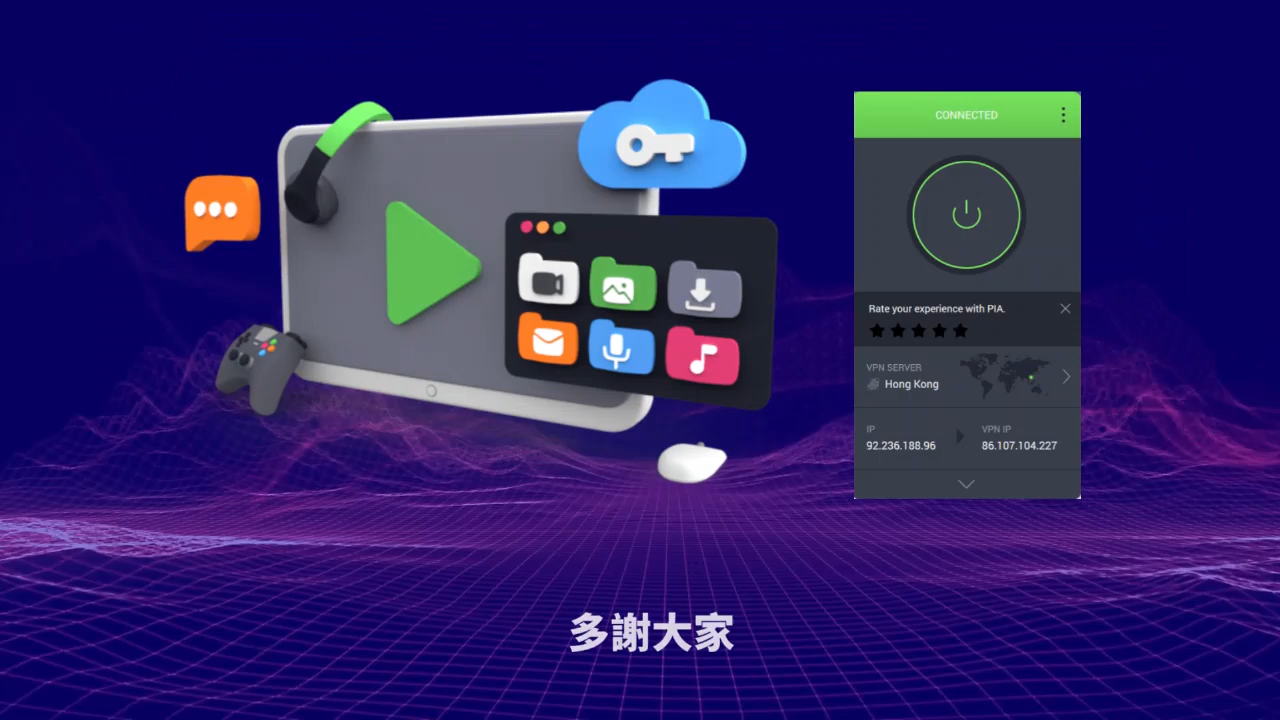 CONNECTED
Rate your experience with PIA.
VPN SERVER
Hong Kong
IP
92.236.188.96
VPN IP
86.107.104.227
多謝大家